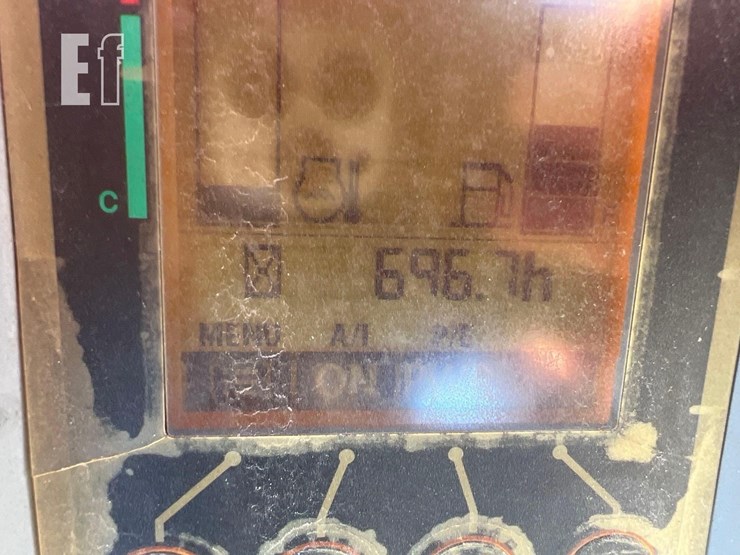 Ef
C
696.7h
MENU A/I P/E
ON